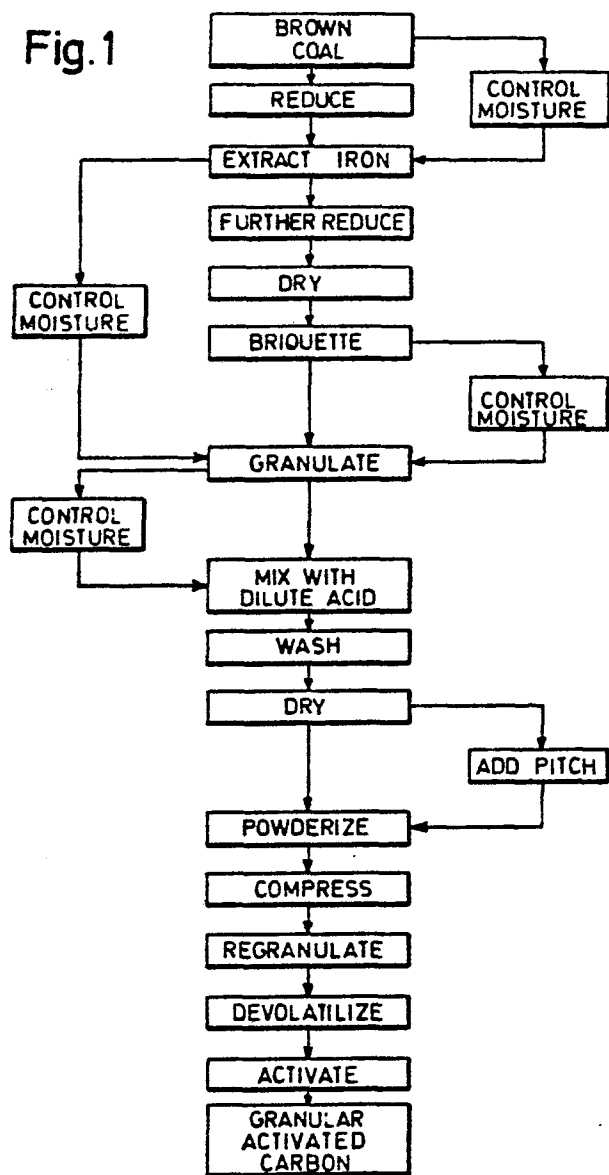 Fig.1
BROWN
COAL
CONTROL
MOISTURE
REDUCE
EXTRACT IRON
FURTHER REDUCE
DRY
CONTROL
MOISTURE
BRIQUETTE
CONTROL
MOISTURE
GRANULATE
CONTROL
MOISTURE
MIX WITH
DILUTE ACID
WASH
DRY
ADD PITCH
POWDERIZE
COMPRESS
REGRANULATE
DEVOLATILIZE
ACTIVATE
GRANULAR
ACTIVATED
CARBON